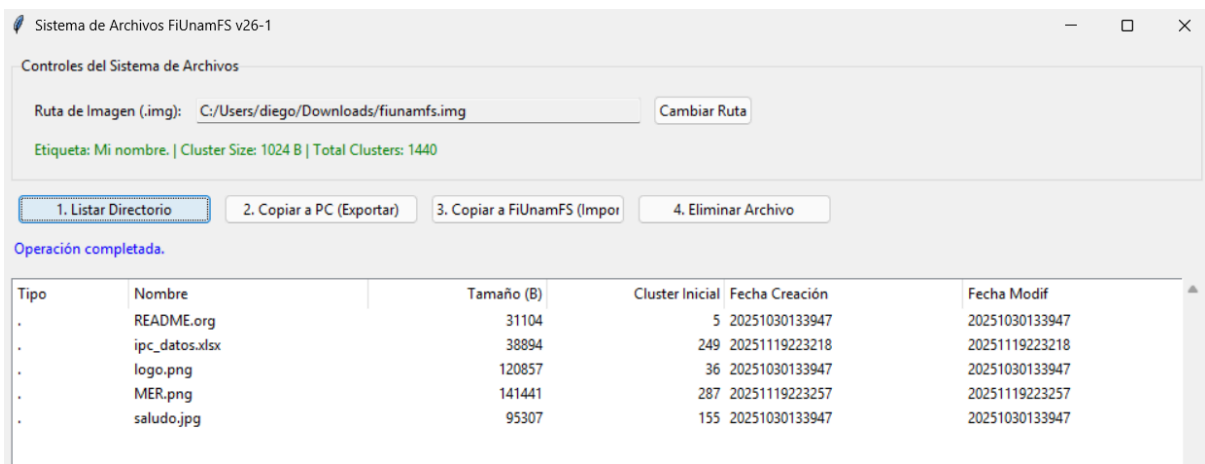 Sistema de Archivos FiUnamFS v26-1
Controles del Sistema de Archivos
Ruta de Imagen (.img): C:/Users/diego/Downloads/fiunamfs.img Cambiar Ruta
Etiqueta: Mi nombre. | Cluster Size: 1024 B | Total Clusters: 1440
1. Listar Directorio 2. Copiar a PC (Exportar) 3. Copiar a FiUnamFS (Impor 4. Eliminar Archivo
Operación completada.
Tipo Nombre Tamaño (B) Cluster Inicial Fecha Creación Fecha Modif
. README.org 31104 5 20251030133947 20251030133947
. ipc_datos.xlsx 38894 249 20251119223218 20251119223218
. logo.png 120857 36 20251030133947 20251030133947
. MER.png 141441 287 20251119223257 20251119223257
. saludo.jpg 95307 155 20251030133947 20251030133947